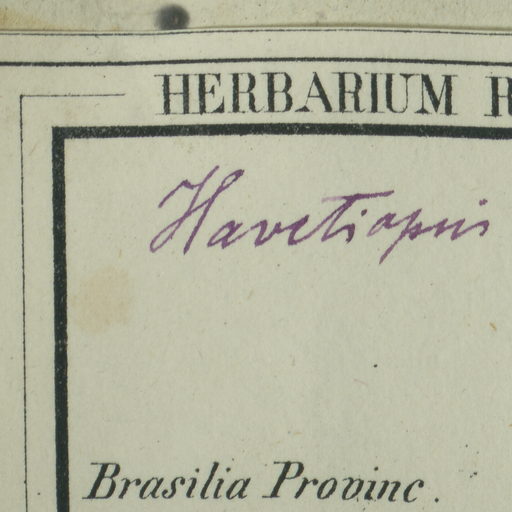 HERBARIUM R
Havetiopsis
Brasilia Provinc.